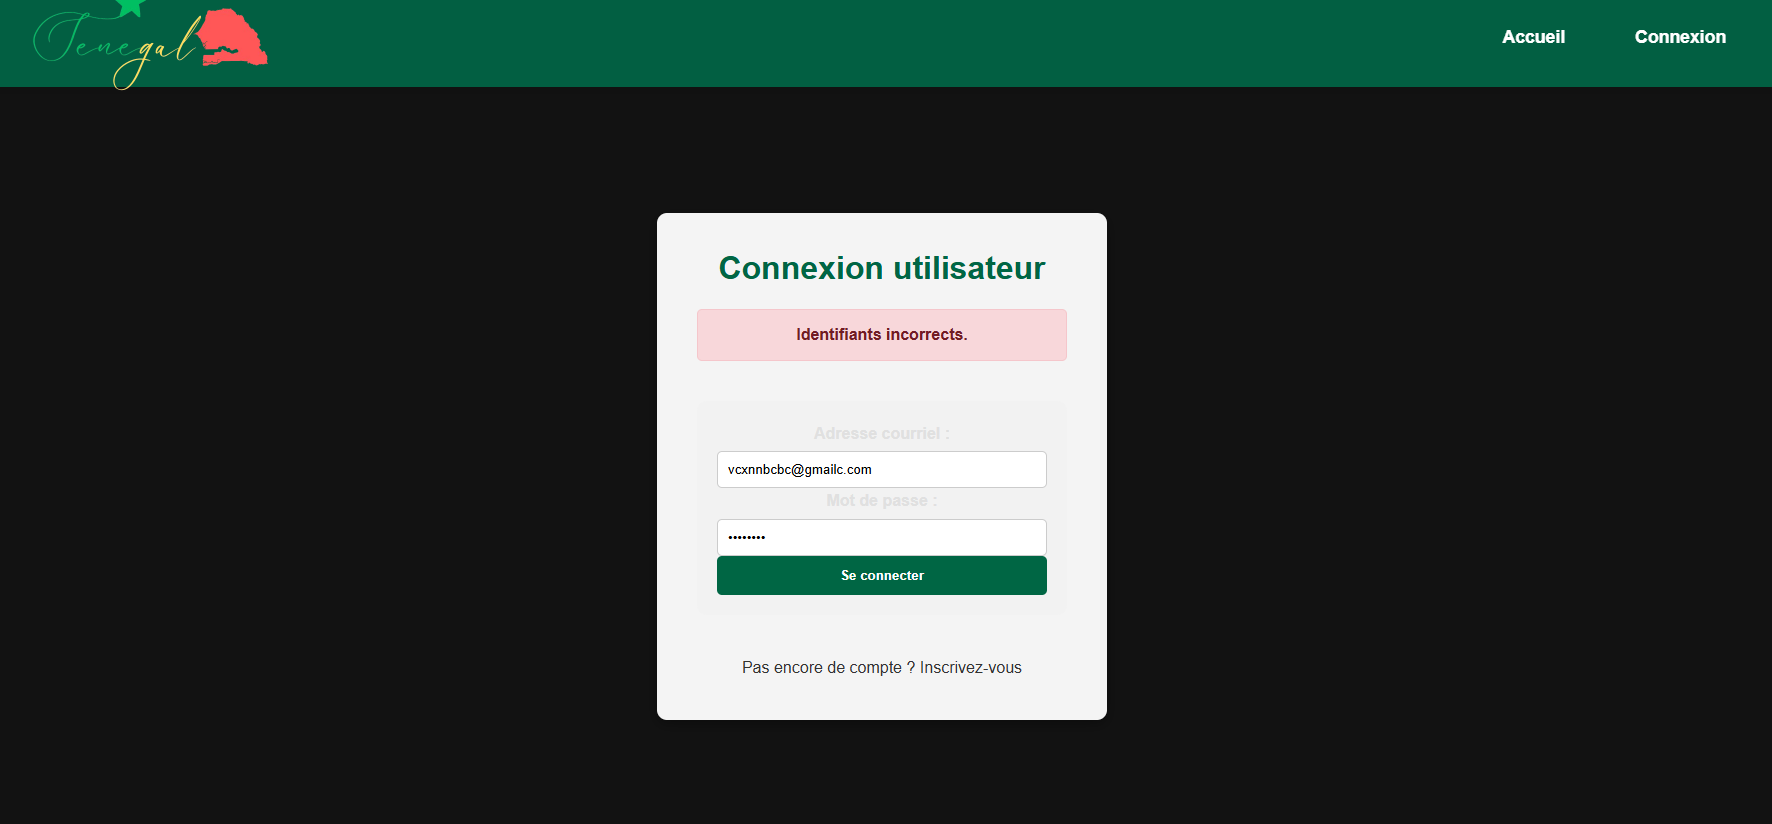 Senegal
Accueil
Connexion
Connexion utilisateur
Identifiants incorrects.
Adresse courriel :
vcxnnbcbc@gmailc.com
Mot de passe :
••••••••
Se connecter
Pas encore de compte ? Inscrivez-vous